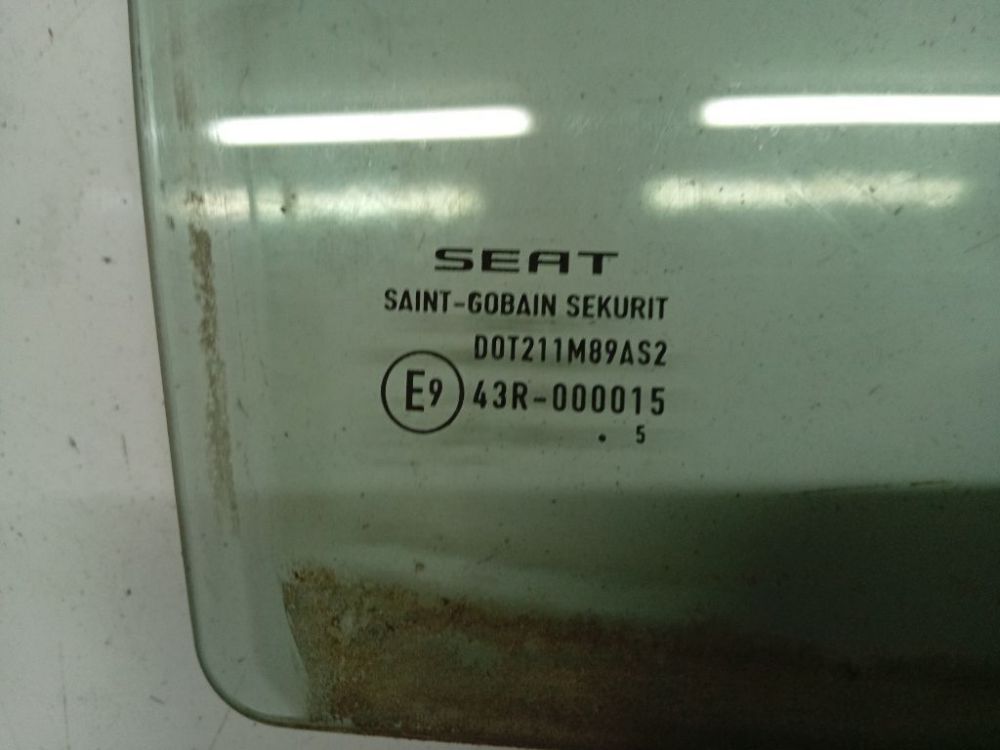 SEAT
SAINT-GOBAIN SEKURIT
DOT211M89AS2
E9 43R-000015
. 5